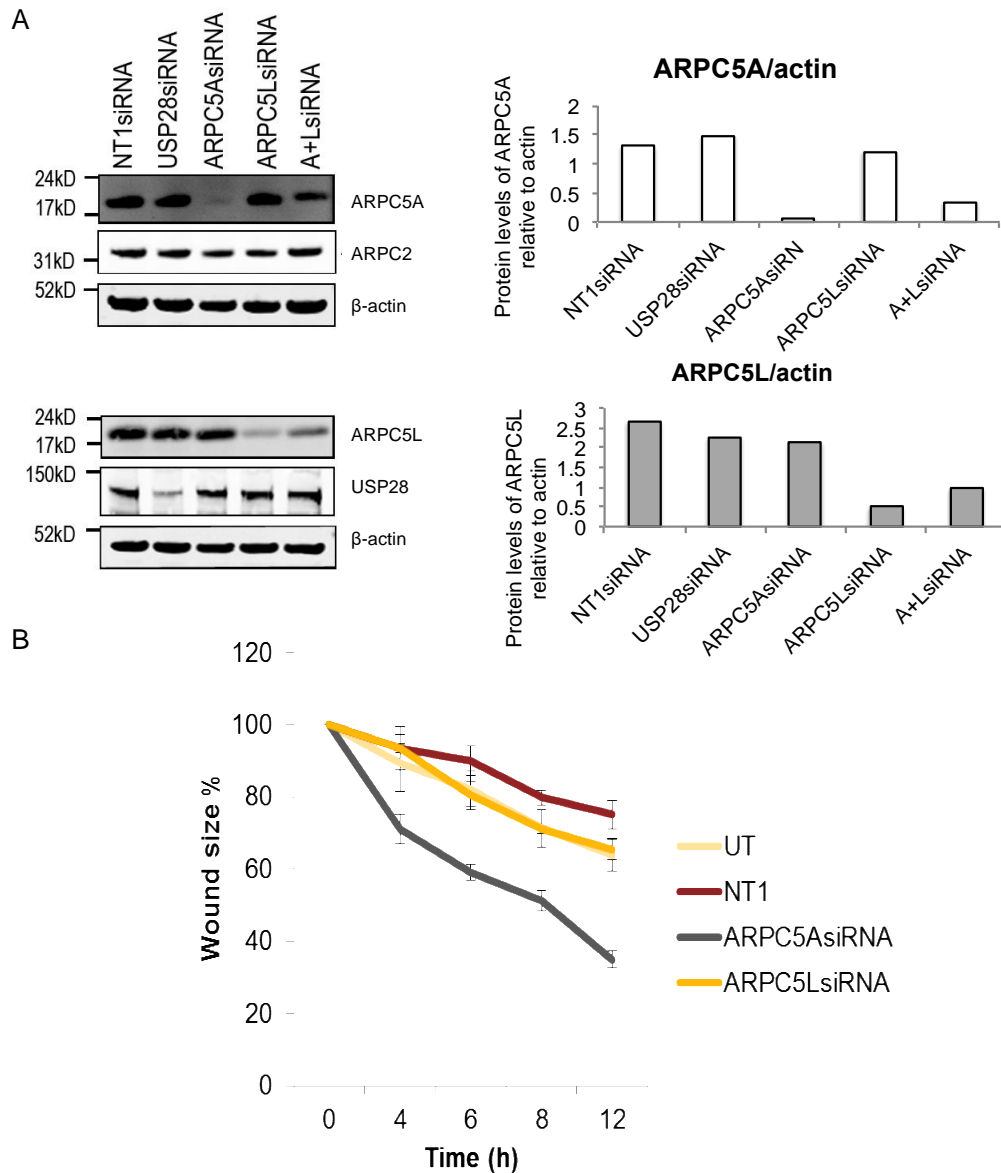 A
NT1siRNA
USP28siRNA
ARPC5AsiRNA
ARPC5LsiRNA
A+LsiRNA
24kD
17kD
ARPC5A
31kD
ARPC2
52kD
β-actin
ARPC5A/actin
Protein levels of ARPC5A
relative to actin
2
1.5
1
0.5
0
NT1siRNA
USP28siRNA
ARPC5AsiRN
ARPC5LsiRNA
A+LsiRNA
24kD
17kD
ARPC5L
150kD
USP28
52kD
β-actin
ARPC5L/actin
Protein levels of ARPC5L
relative to actin
3
2.5
2
1.5
1
0.5
0
NT1siRNA
USP28siRNA
ARPC5AsiRNA
ARPC5LsiRNA
A+LsiRNA
B
Wound size %
120
100
80
60
40
20
0
0 4 6 8 12
Time (h)
UT
NT1
ARPC5AsiRNA
ARPC5LsiRNA